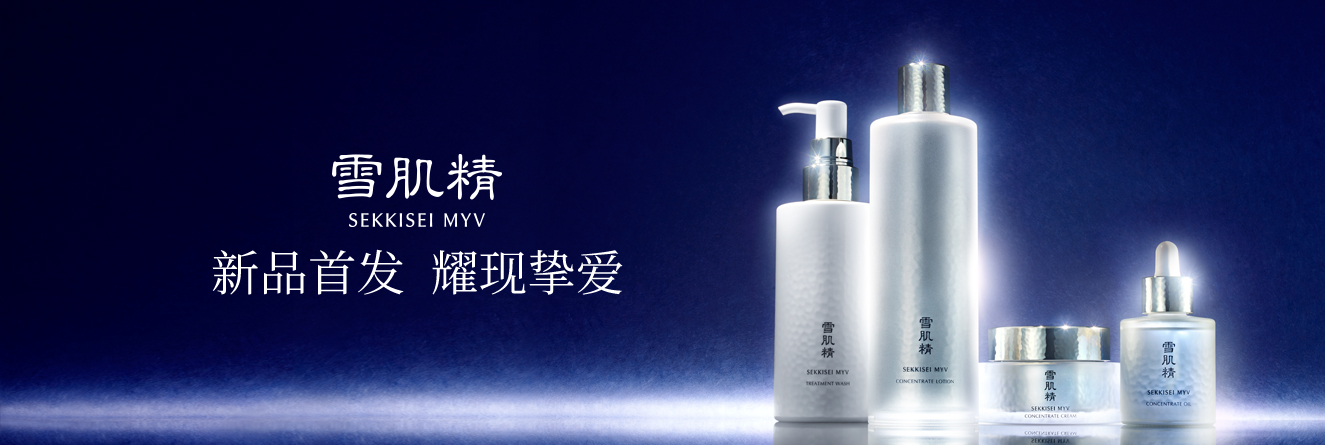 雪肌精
SEKKISEI MYV
新品首发 耀现挚爱
雪肌精
SEKKISEI MYV
TREATMENT WASH
雪肌精
SEKKISEI MYV
CONCENTRATE LOTION
雪肌精
SEKKISEI MYV
CONCENTRATE CREAM
雪肌精
SEKKISEI MYV
CONCENTRATE OIL